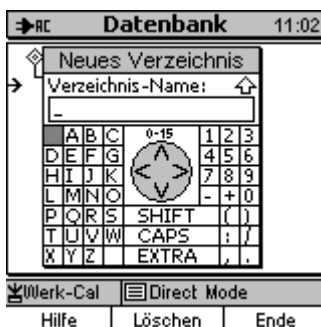 AC Datenbank 11:02
Neues Verzeichnis
Verzeichnis-Name:
_
A B C 0-15 1 2 3
D E F G 4 5 6
H I J K 7 8 9
L M N O - + 0
P Q R S SHIFT ( )
T U V W CAPS : /
X Y Z EXTRA , .
Werk-Cal Direct Mode
Hilfe Löschen Ende